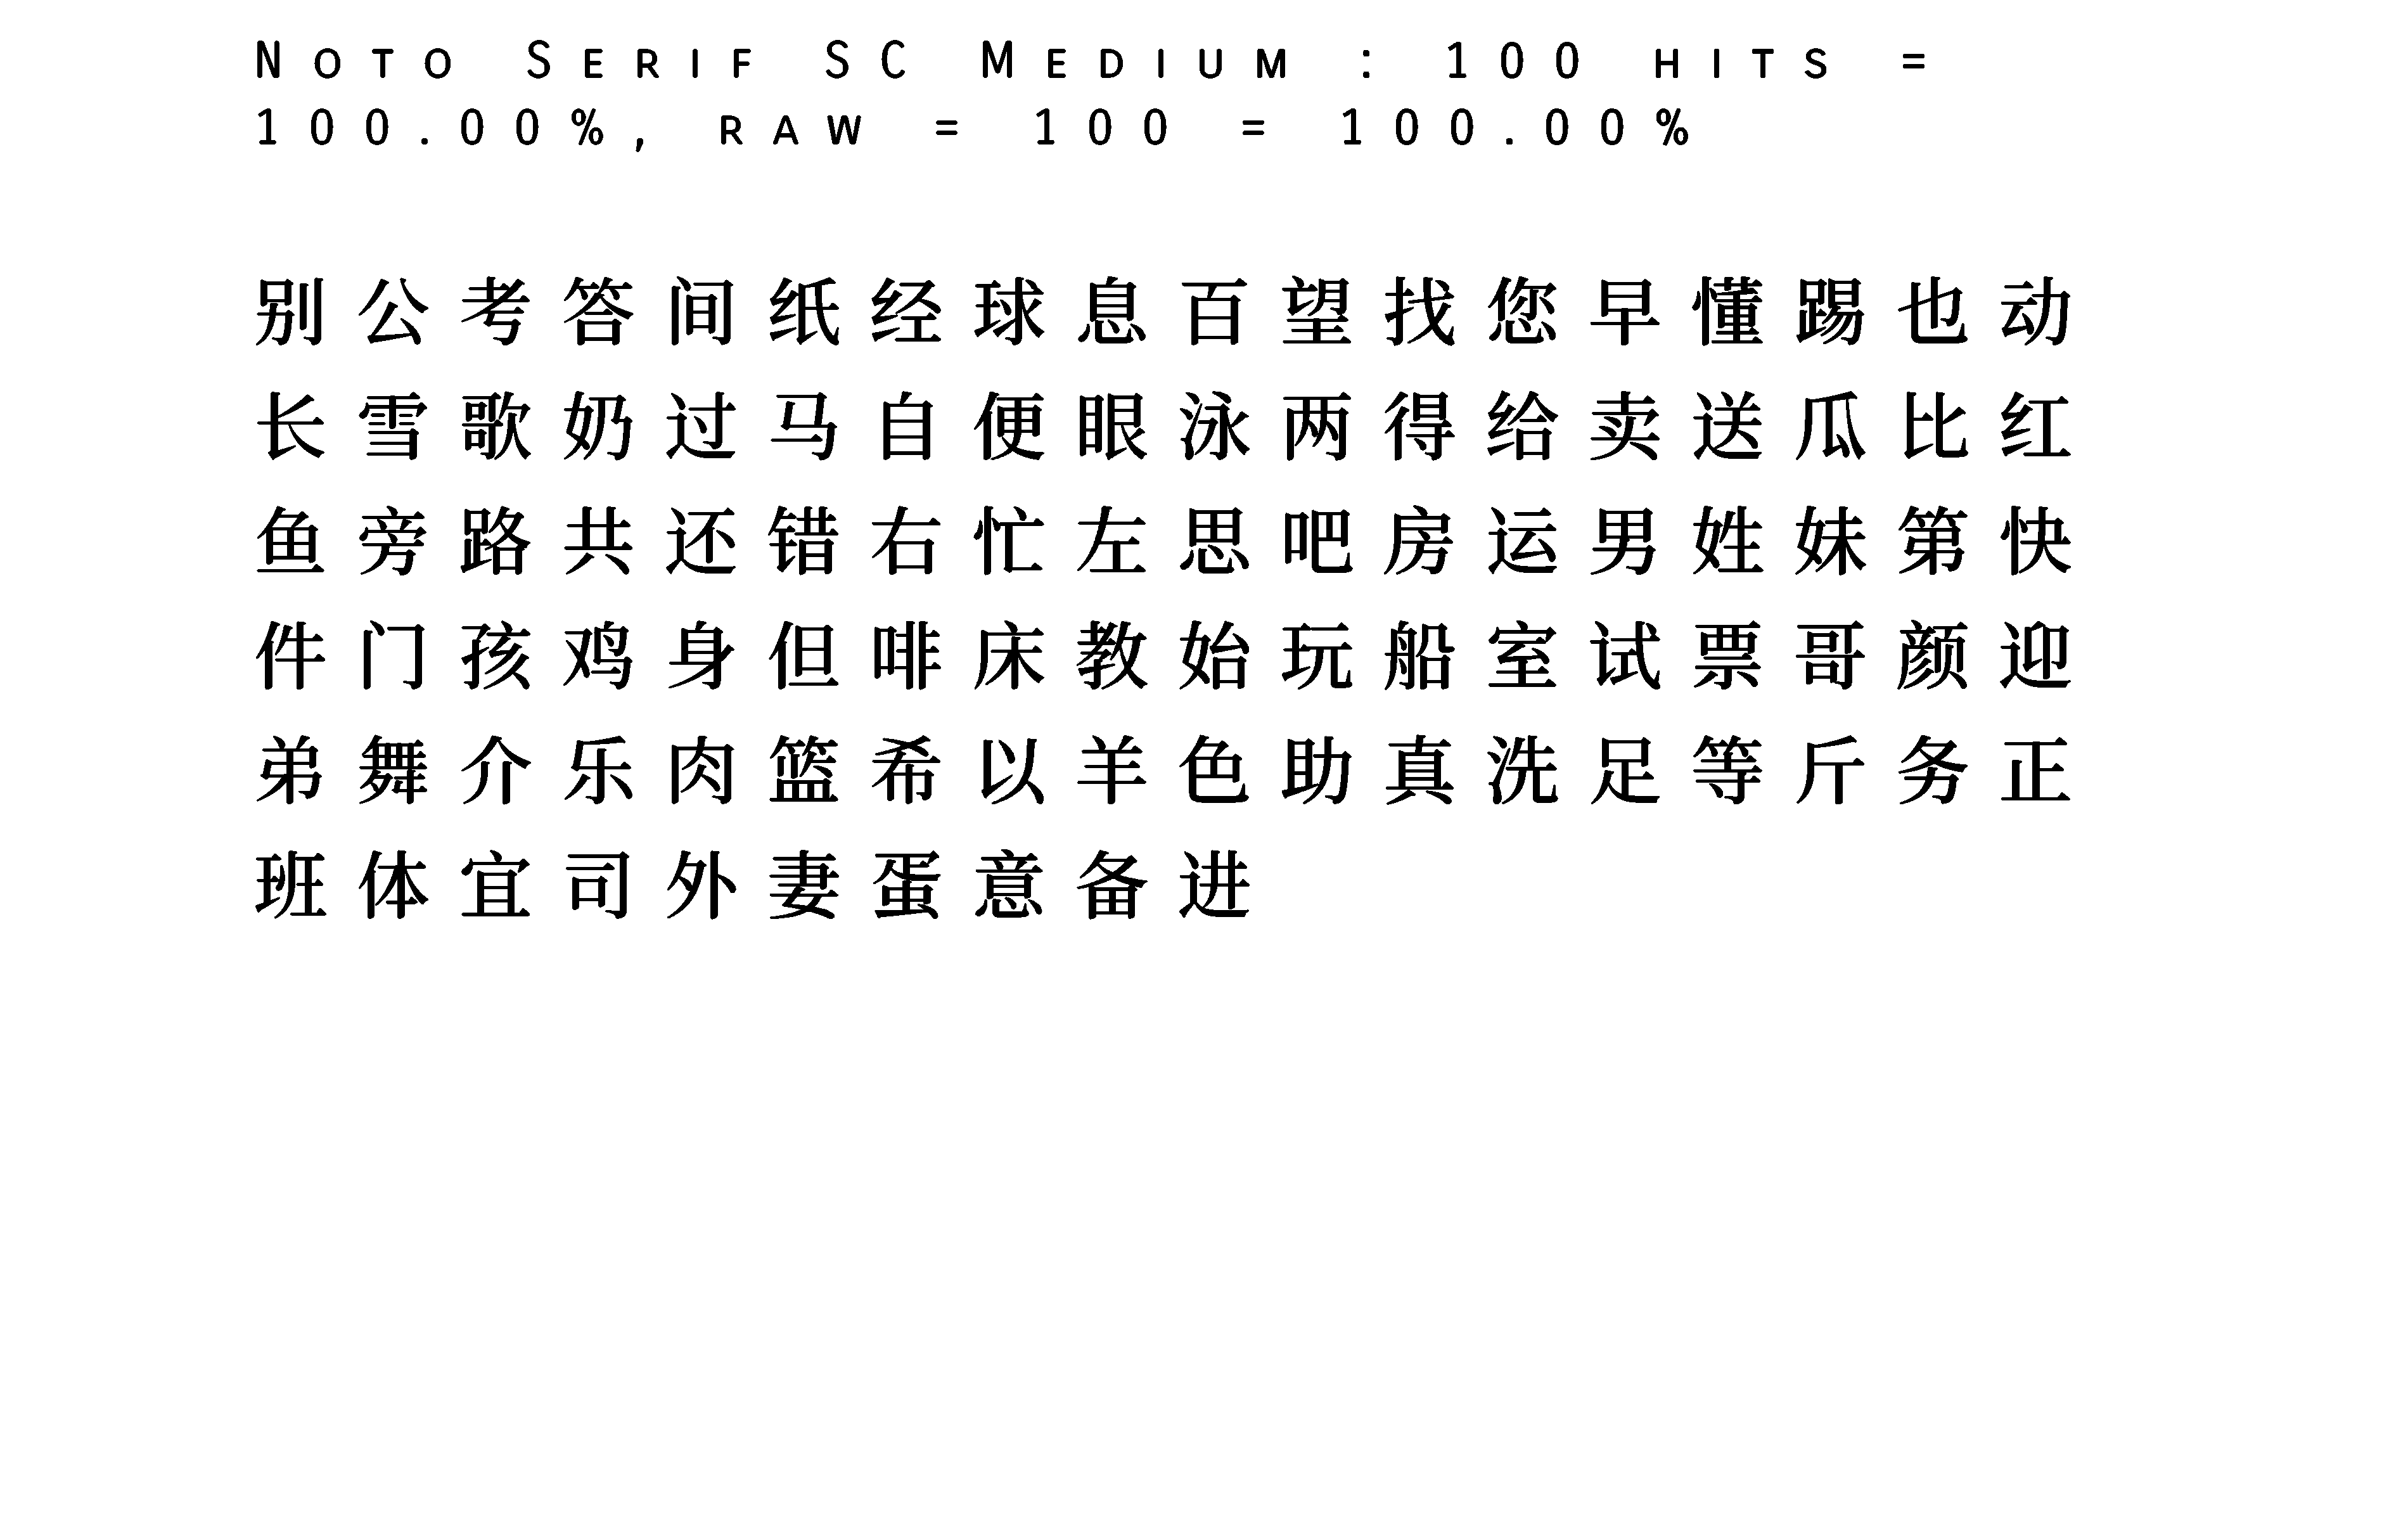 Noto Serif SC Medium : 100 hits =
100.00%, raw = 100 = 100.00%
别公考答间纸经球息百望找您早懂踢也动
长雪歌奶过马自便眼泳两得给卖送瓜比红
鱼旁路共还错右忙左思吧房运男姓妹第快
件门孩鸡身但啡床教始玩船室试票哥颜迎
弟舞介乐肉篮希以羊色助真洗足等斤务正
班体宜司外妻蛋意备进